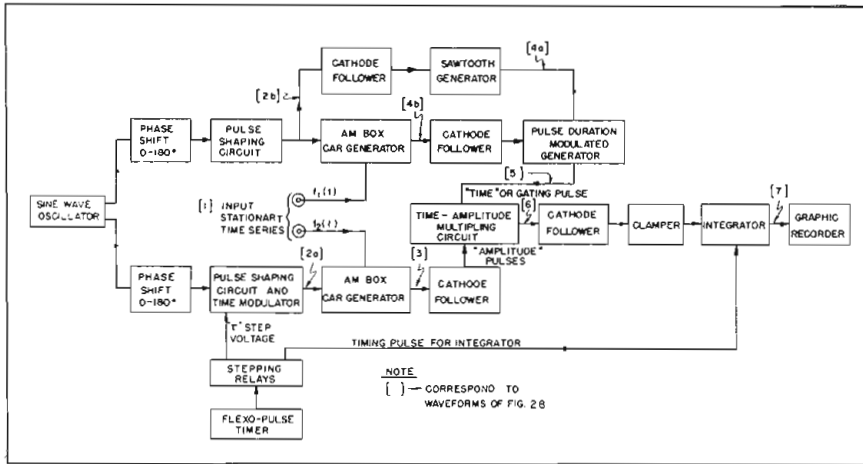 [4a]
CATHODE
FOLLOWER
SAWTOOTH
GENERATOR
[2b]
[4b]
PHASE
SHIFT
0-180°
PULSE
SHAPING
CIRCUIT
AM BOX
CAR GENERATOR
CATHODE
FOLLOWER
PULSE DURATION
MODULATED
GENERATOR
[5]
"TIME" OR GATING PULSE
SINE WAVE
OSCILLATOR
[1] INPUT
STATIONART
TIME SERIES
f₁(t)
f₂(t)
TIME - AMPLITUDE
MULTIPLING
CIRCUIT
[6]
CATHODE
FOLLOWER
CLAMPER
INTEGRATOR
[7]
GRAPHIC
RECORDER
"AMPLITUDE"
PULSES
PHASE
SHIFT
0-180°
PULSE SHAPING
CIRCUIT AND
TIME MODULATOR
[2a]
AM BOX
CAR GENERATOR
[3]
CATHODE
FOLLOWER
STEP
VOLTAGE
TIMING PULSE FOR INTEGRATOR
STEPPING
RELAYS
FLEXO-PULSE
TIMER
NOTE
[ ] — CORRESPOND TO
WAVEFORMS OF FIG. 2B